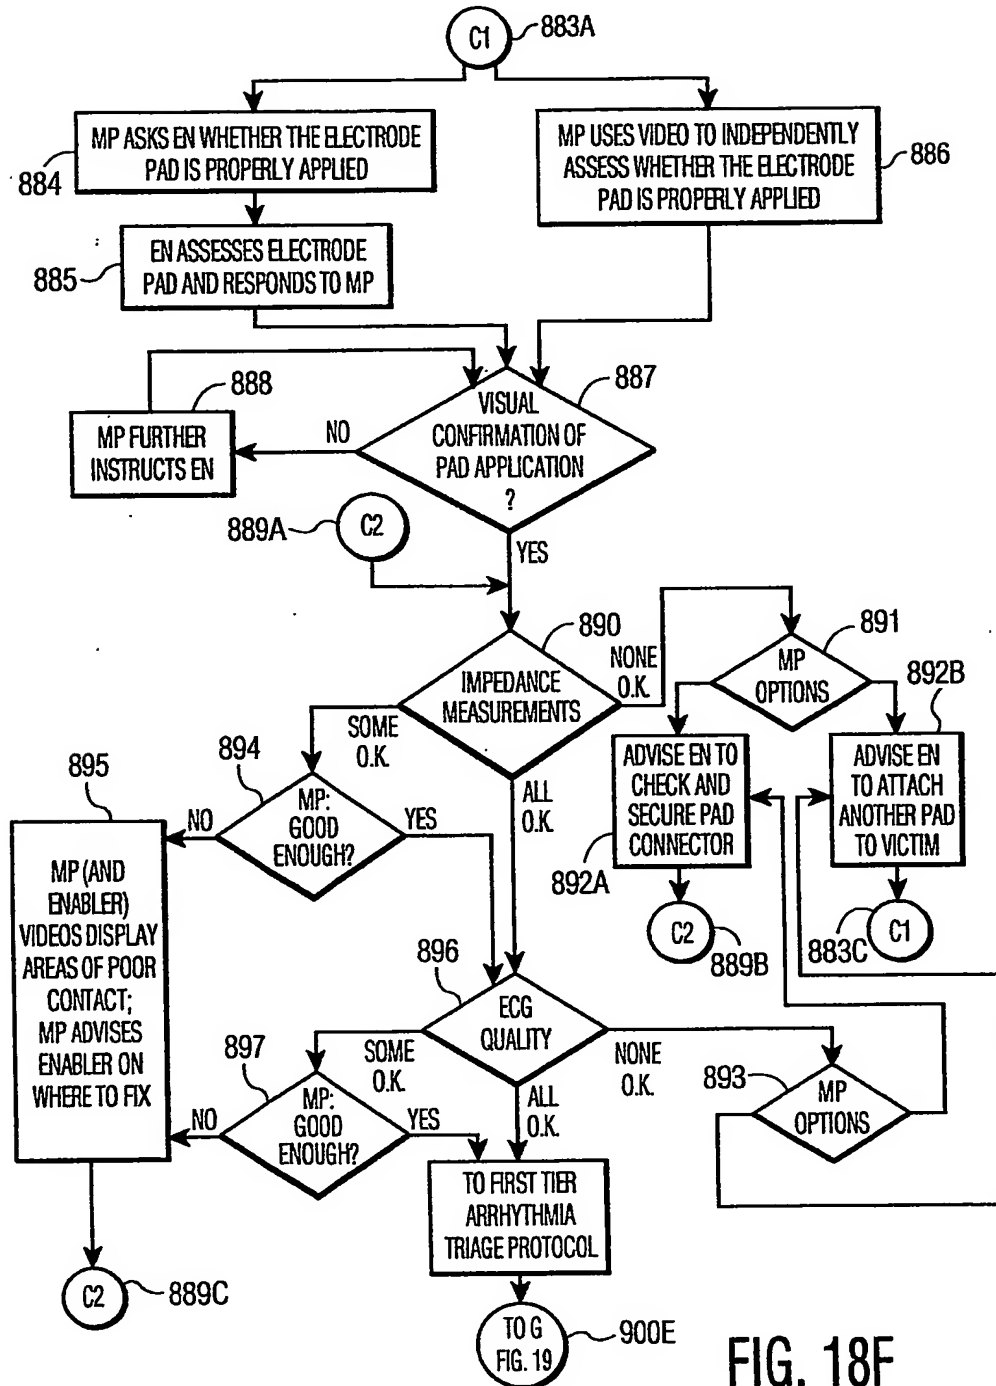 C1
883A
MP ASKS EN WHETHER THE ELECTRODE
PAD IS PROPERLY APPLIED
884
MP USES VIDEO TO INDEPENDENTLY
ASSESS WHETHER THE ELECTRODE
PAD IS PROPERLY APPLIED
886
EN ASSESSES ELECTRODE
PAD AND RESPONDS TO MP
885
888
MP FURTHER
INSTRUCTS EN
NO
VISUAL
CONFIRMATION OF
PAD APPLICATION
?
887
889A
C2
YES
890
IMPEDANCE
MEASUREMENTS
NONE
O.K.
SOME
O.K.
ALL
O.K.
891
MP
OPTIONS
892B
ADVISE EN TO
CHECK AND
SECURE PAD
CONNECTOR
892A
ADVISE EN
TO ATTACH
ANOTHER PAD
TO VICTIM
C2
889B
C1
883C
894
MP:
GOOD
ENOUGH?
NO
YES
895
MP (AND
ENABLER)
VIDEOS DISPLAY
AREAS OF POOR
CONTACT;
MP ADVISES
ENABLER ON
WHERE TO FIX
896
ECG
QUALITY
SOME
O.K.
ALL
O.K.
NONE
O.K.
893
MP
OPTIONS
897
MP:
GOOD
ENOUGH?
NO
YES
TO FIRST TIER
ARRHYTHMIA
TRIAGE PROTOCOL
C2
889C
TO G
FIG. 19
900E
FIG. 18F